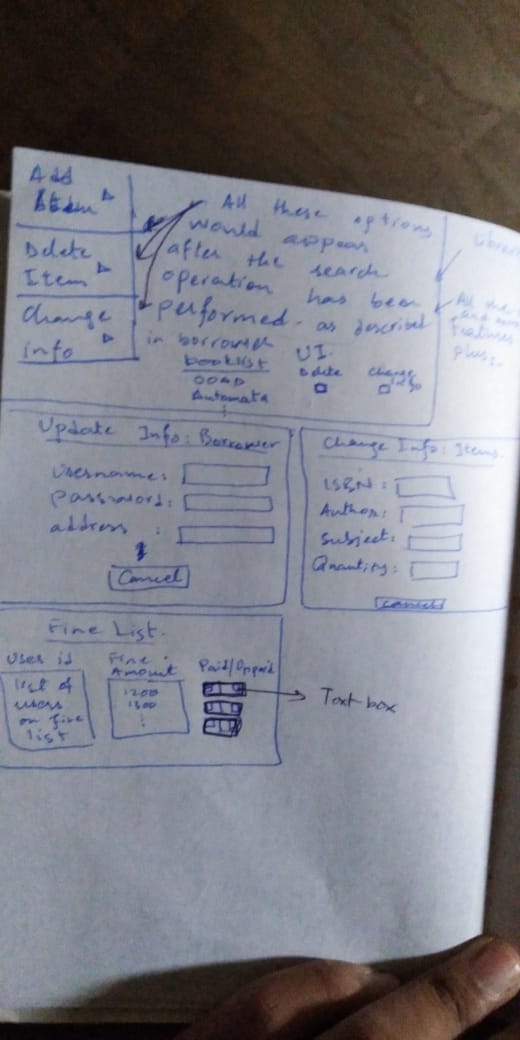 Add
Item
Delete
Item
Change
info
All these options
would appear
after the search
operation has been
performed- as described
in borrower UI.
booklist
Delete Change Info
OOAD
Automata
All the
and more
features
plus:-
Update Info: Borrower
Username:
Password:
address :
Cancel
Change Info: Items.
ISBN :
Author:
Subject:
Quantity:
Cancel
Fine List.
User id
Fine Amount
Paid/Unpaid
list of
users
on fine
list
1200
1300
Text box